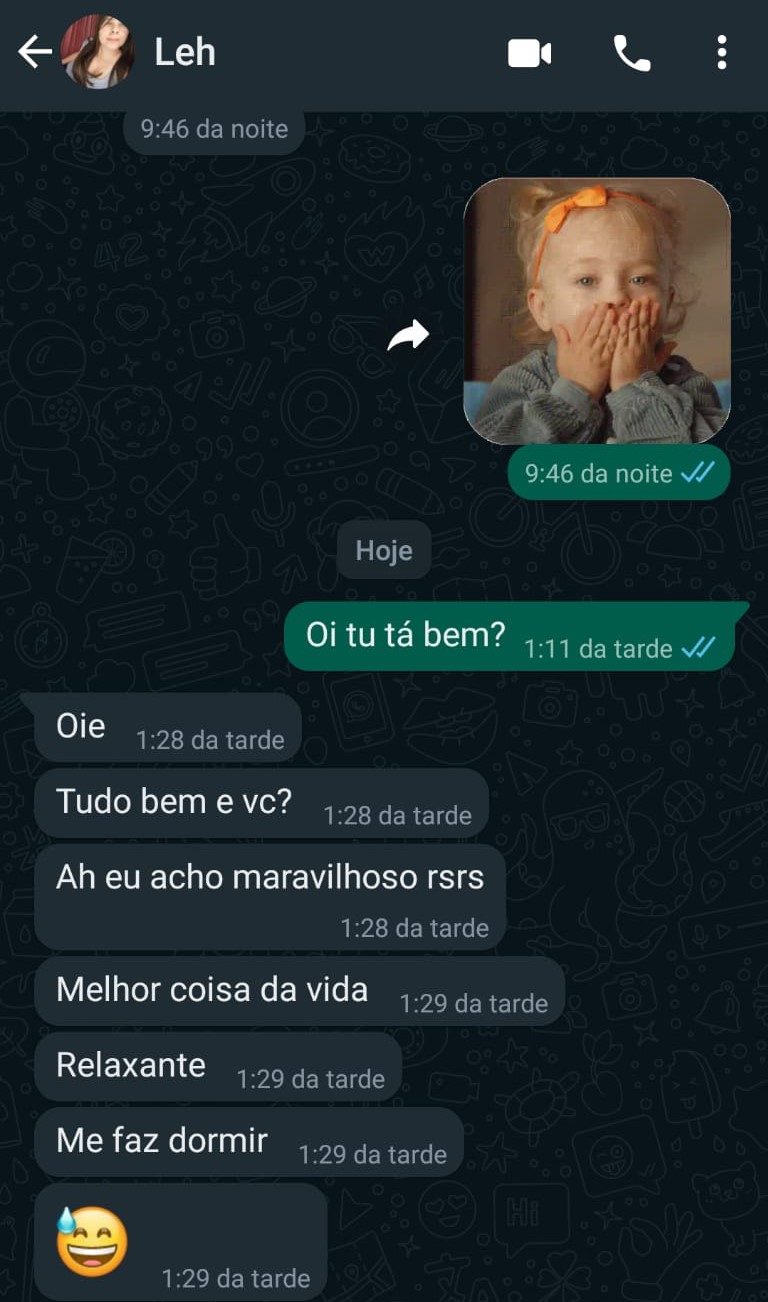 Leh
9:46 da noite
9:46 da noite
Hoje
Oi tu tá bem? 1:11 da tarde
Oie 1:28 da tarde
Tudo bem e vc? 1:28 da tarde
Ah eu acho maravilhoso rsrs
1:28 da tarde
Melhor coisa da vida 1:29 da tarde
Relaxante 1:29 da tarde
Me faz dormir 1:29 da tarde
1:29 da tarde